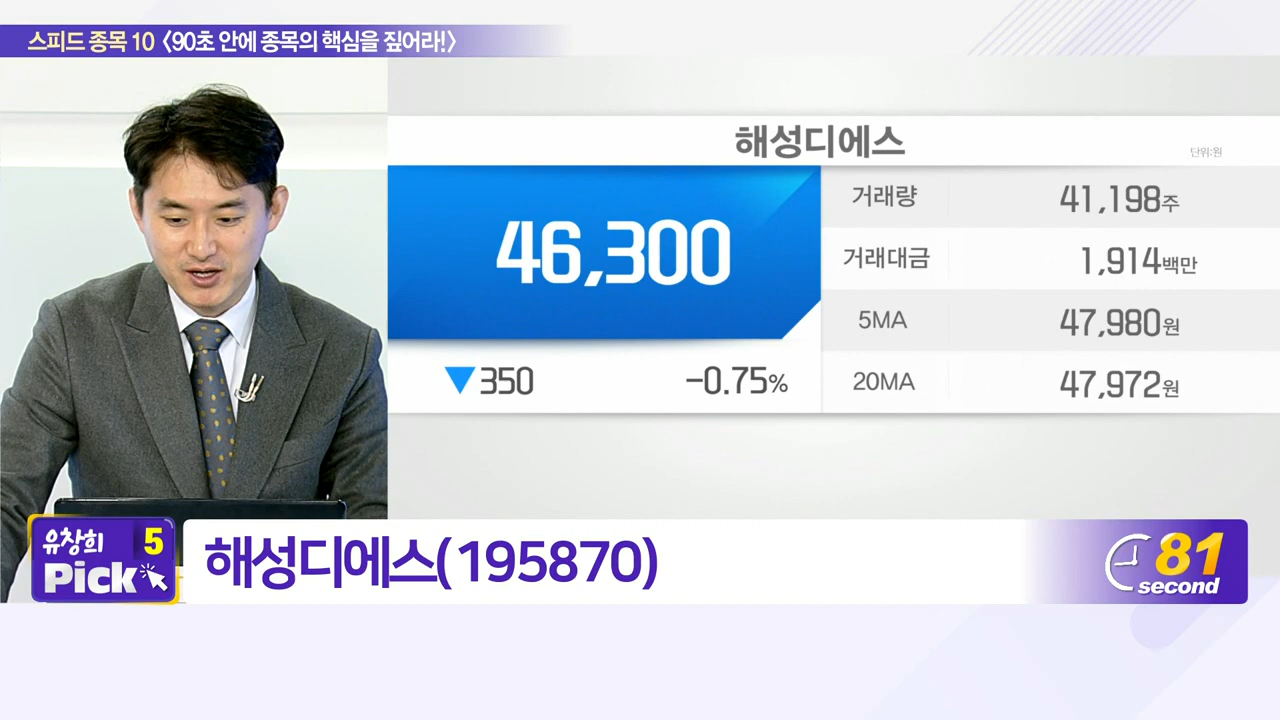 스피드 종목 10 〈90초 안에 종목의 핵심을 짚어라!〉
해성디에스
단위:원
46,300
▼350 -0.75%
거래량 41,198주
거래대금 1,914백만
5MA 47,980원
20MA 47,972원
유창희 5
Pick
해성디에스(195870)
81
second